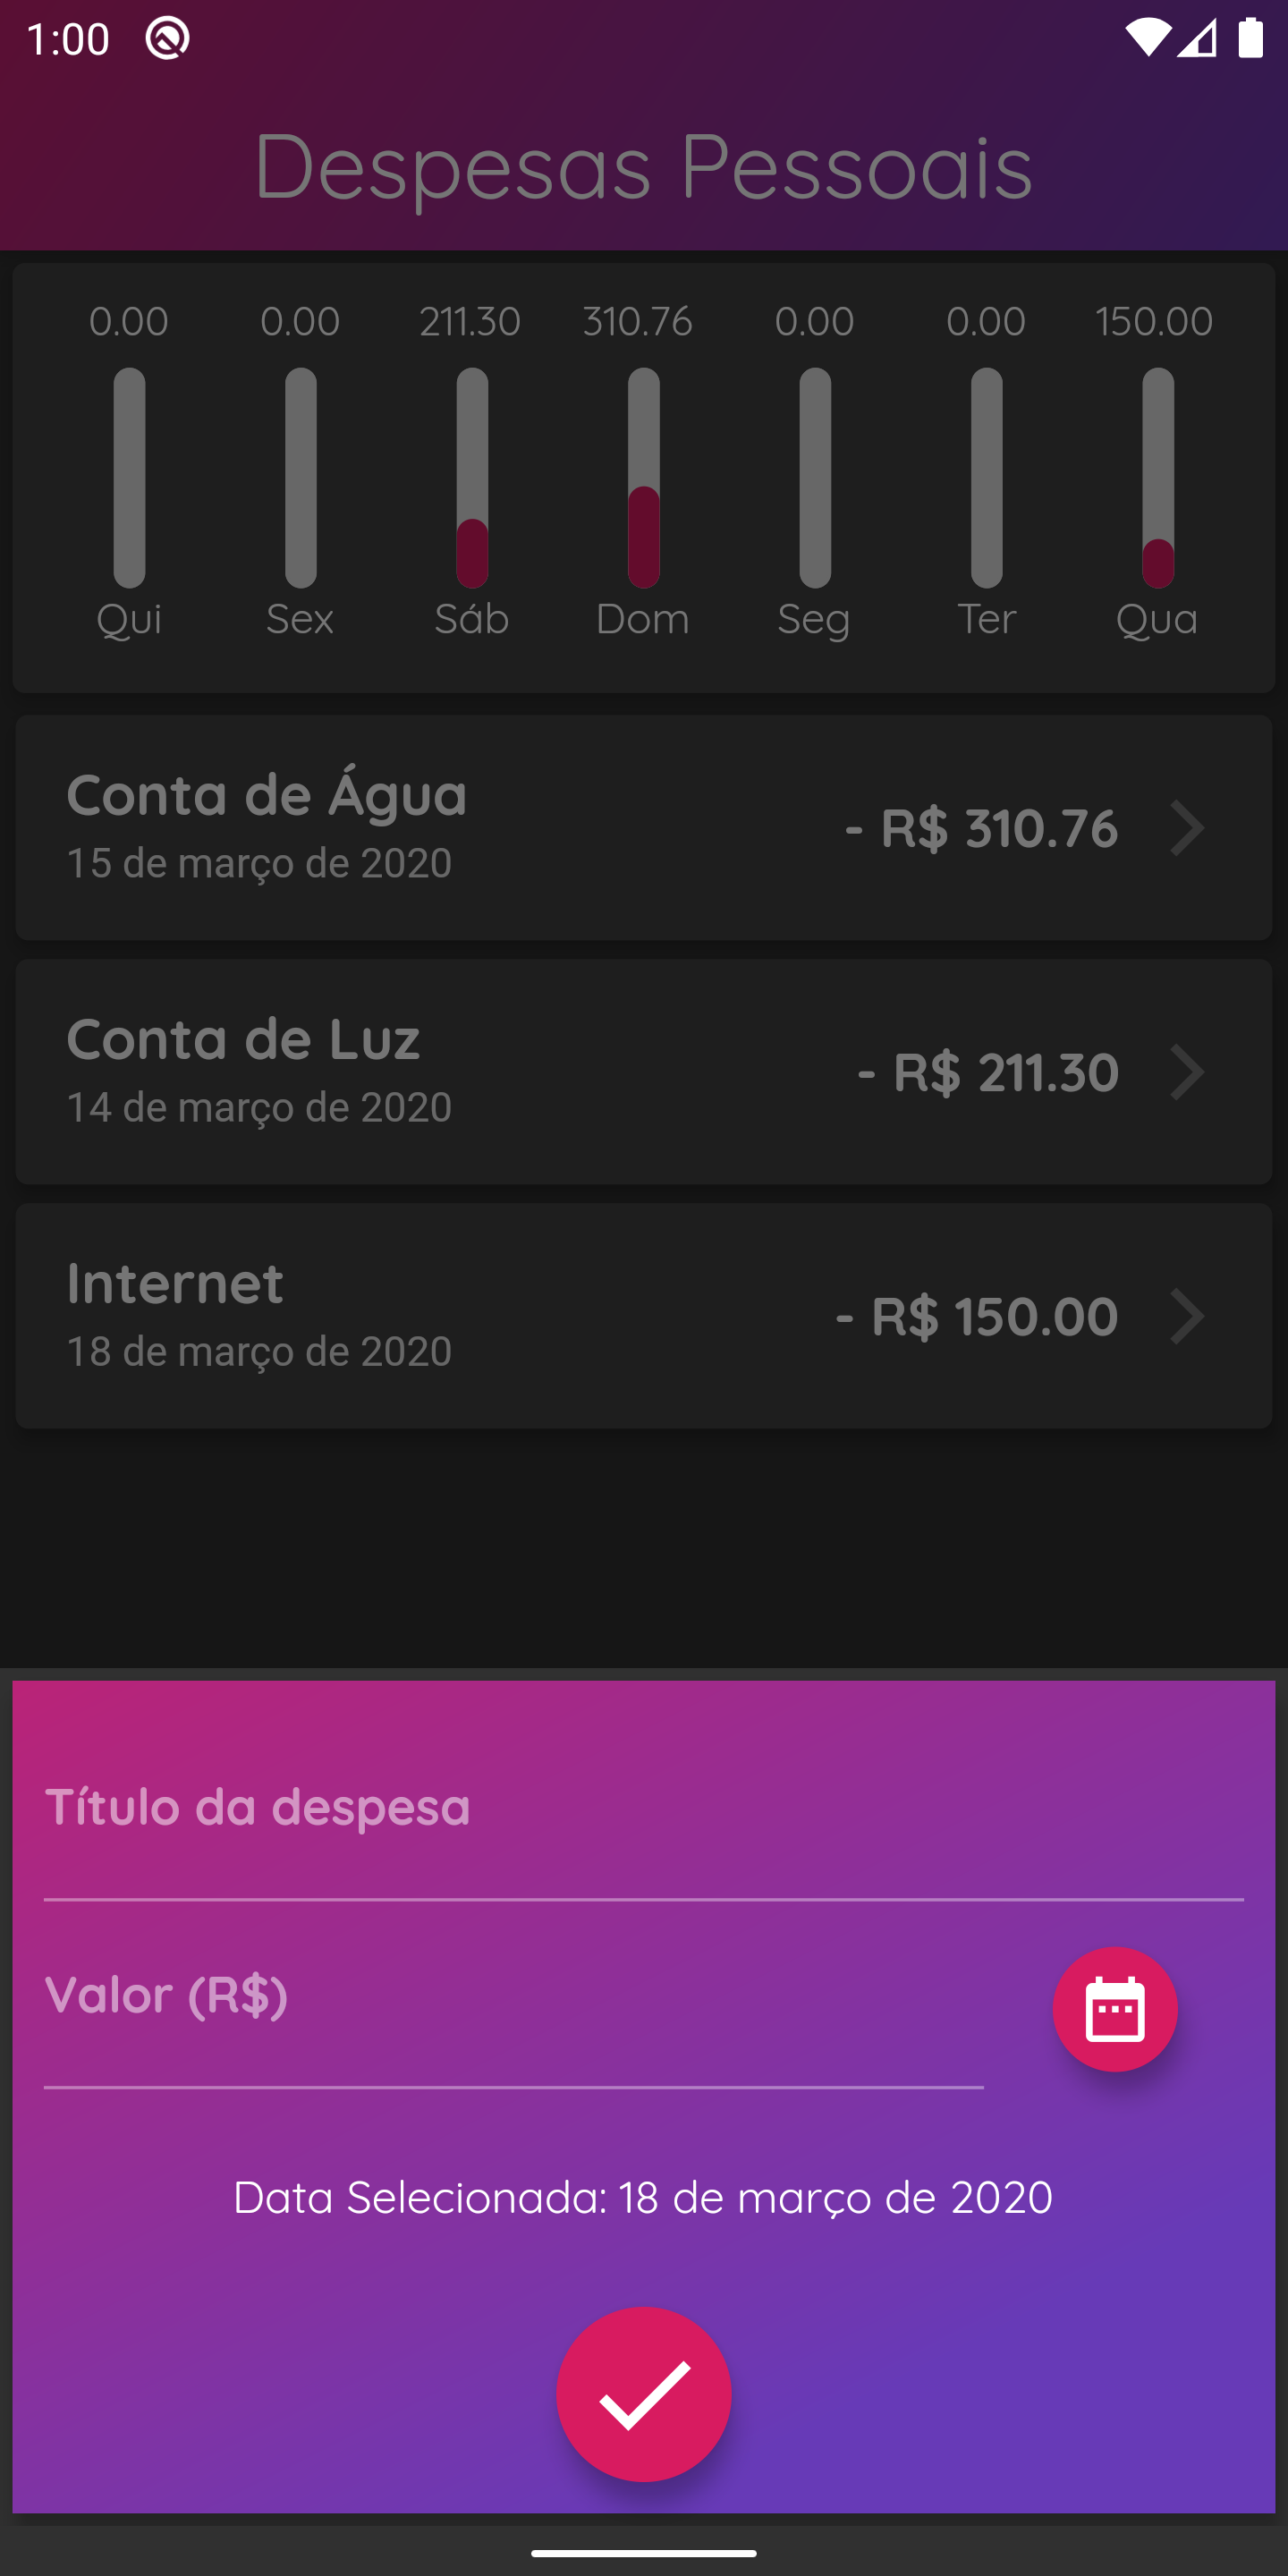 1:00
Despesas Pessoais
0.00 0.00 211.30 310.76 0.00 0.00 150.00
Qui Sex Sáb Dom Seg Ter Qua
Conta de Água
15 de março de 2020
- R$ 310.76
Conta de Luz
14 de março de 2020
- R$ 211.30
Internet
18 de março de 2020
- R$ 150.00
Título da despesa
Valor (R$)
Data Selecionada: 18 de março de 2020